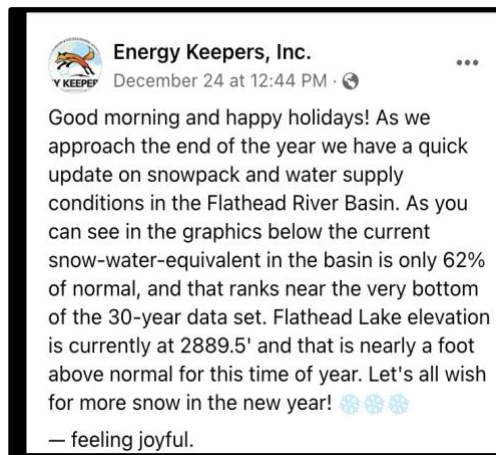 Energy Keepers, Inc.
Y KEEPER
December 24 at 12:44 PM ·
Good morning and happy holidays! As we
approach the end of the year we have a quick
update on snowpack and water supply
conditions in the Flathead River Basin. As you
can see in the graphics below the current
snow-water-equivalent in the basin is only 62%
of normal, and that ranks near the very bottom
of the 30-year data set. Flathead Lake elevation
is currently at 2889.5' and that is nearly a foot
above normal for this time of year. Let's all wish
for more snow in the new year! ❄️❄️❄️
— feeling joyful.